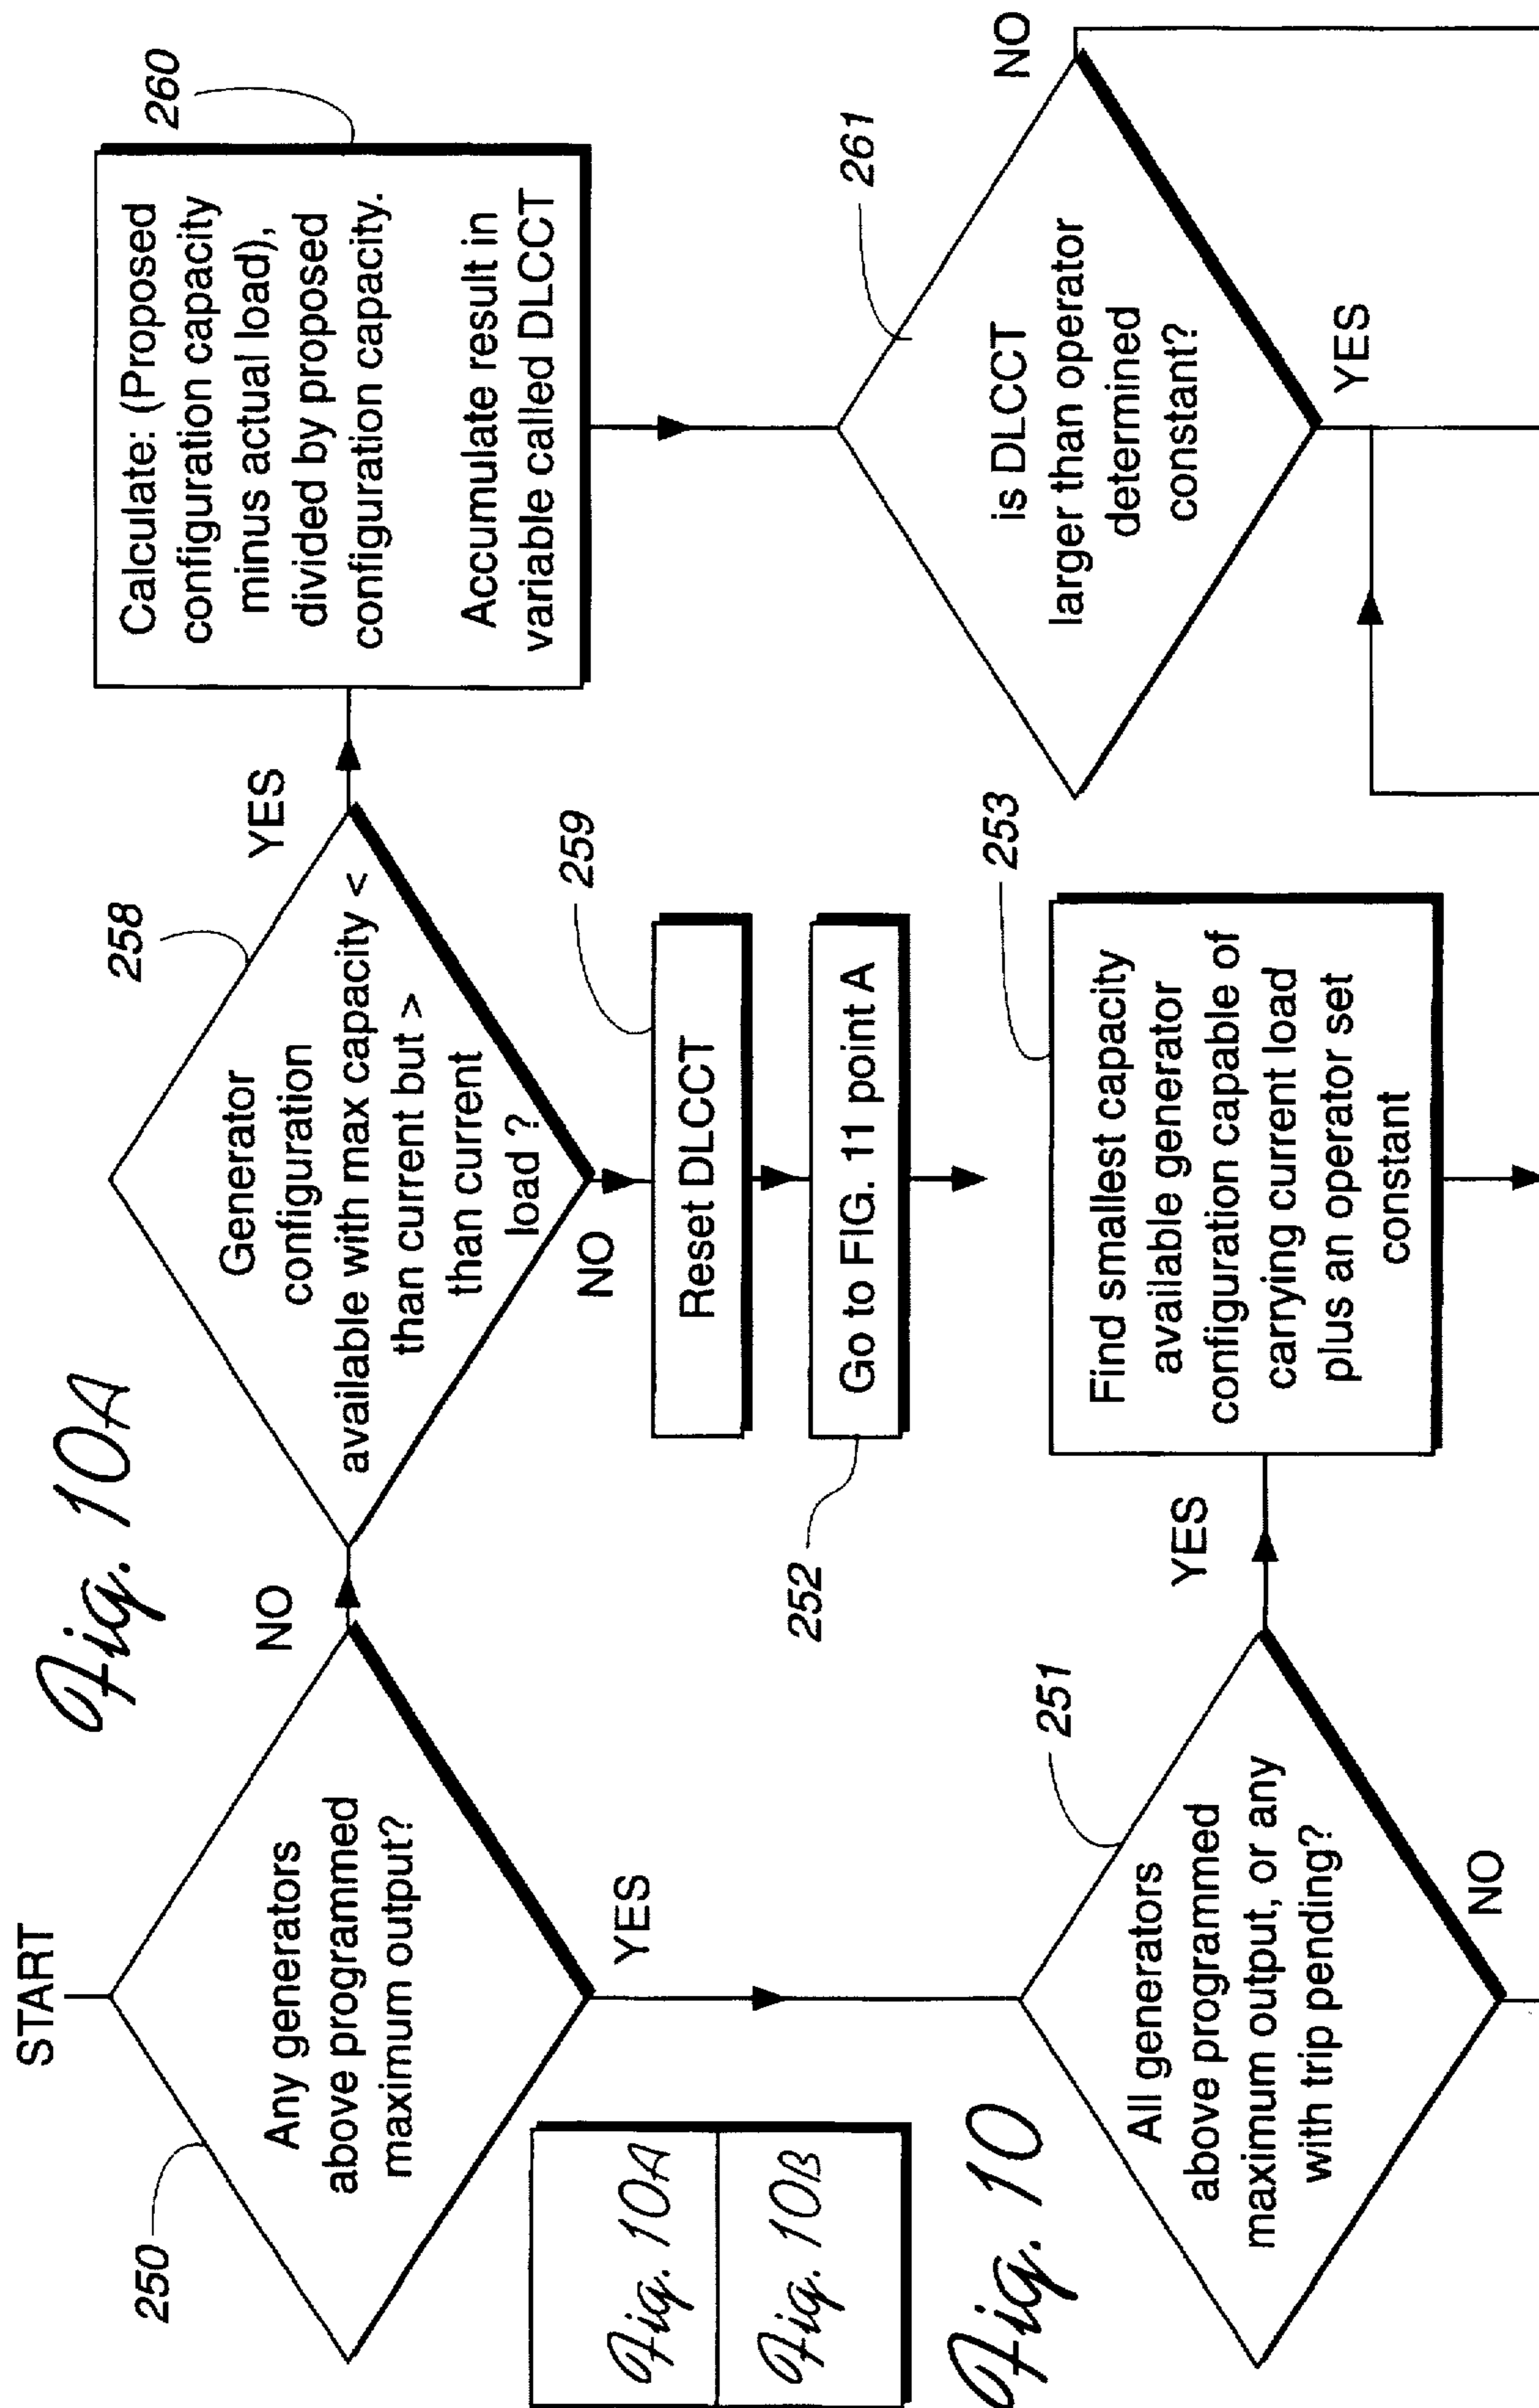 Fig. 10A
START
250
Any generators
above programmed
maximum output?
NO
YES
258
Generator
configuration
available with max capacity <
than current but >
than current
load ?
YES
NO
260
Calculate: (Proposed
configuration capacity
minus actual load),
divided by proposed
configuration capacity.
Accumulate result in
variable called DLCCT
259
Reset DLCCT
252
Go to FIG. 11 point A
261
is DLCCT
larger than operator
determined
constant?
NO
YES
Fig. 10A
Fig. 10B
Fig. 10
251
All generators
above programmed
maximum output, or any
with trip pending?
YES
NO
253
Find smallest capacity
available generator
configuration capable of
carrying current load
plus an operator set
constant